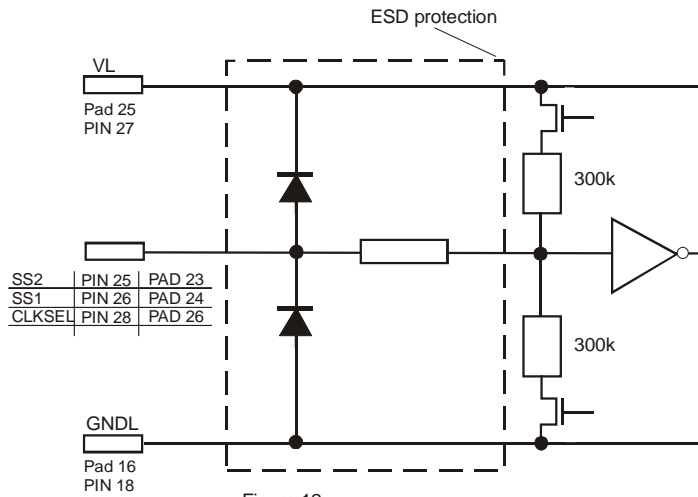 ESD protection
VL
Pad 25
PIN 27
300k
SS2 PIN 25 PAD 23
SS1 PIN 26 PAD 24
CLKSEL PIN 28 PAD 26
300k
GNDL
Pad 16
PIN 18